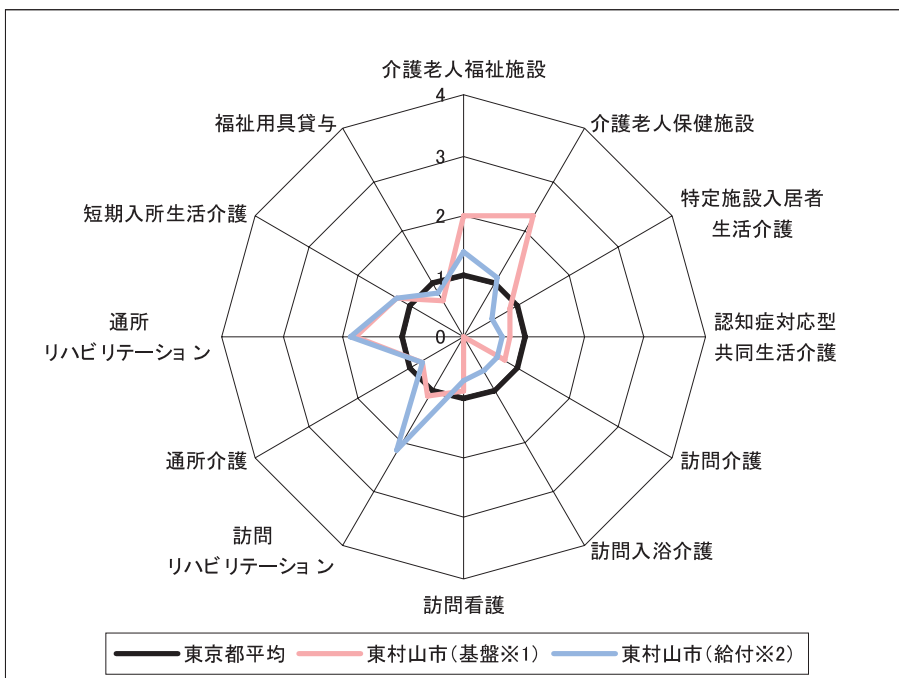 介護老人福祉施設
介護老人保健施設
特定施設入居者
生活介護
認知症対応型
共同生活介護
訪問介護
訪問入浴介護
訪問看護
訪問
リハビリテーション
通所介護
通所
リハビリテーション
短期入所生活介護
福祉用具貸与
4
3
2
1
0
東京都平均
東村山市(基盤※1)
東村山市(給付※2)